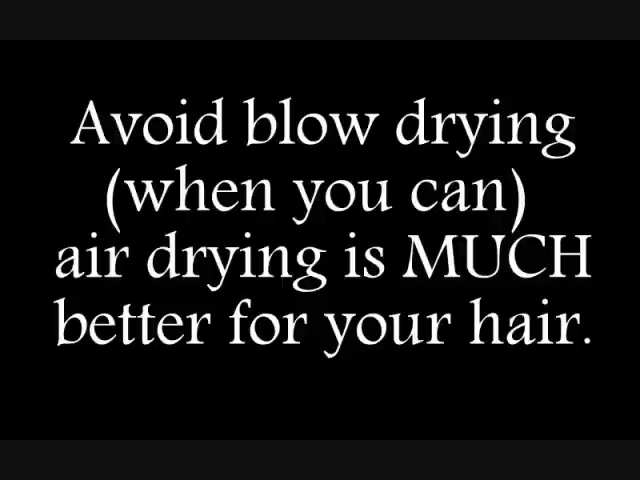 Avoid blow drying
(when you can)
air drying is MUCH
better for your hair.